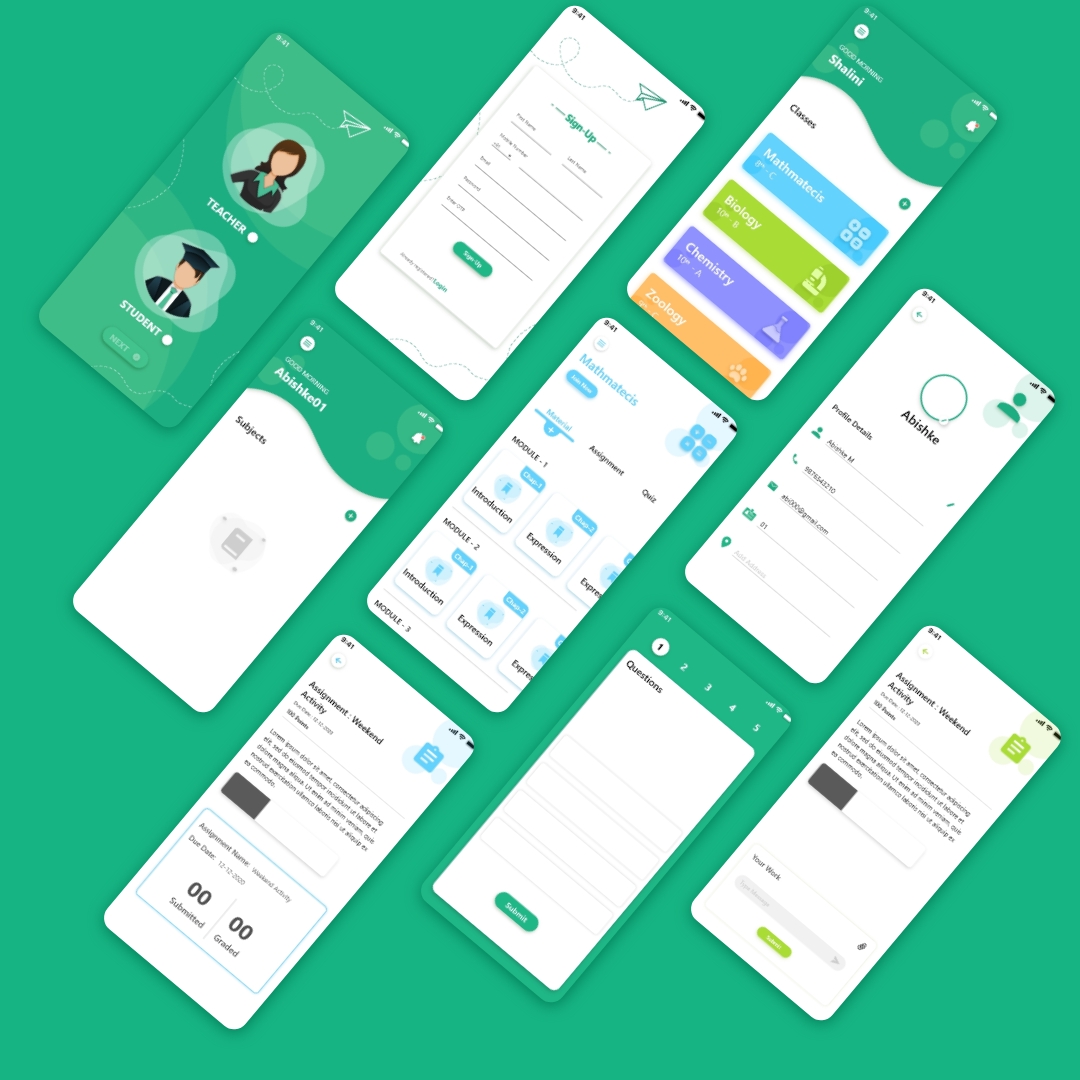 9:41
TEACHER
STUDENT
NEXT
9:41
Sign-Up
First Name
Last Name
Mobile Number
+91
Email
Password
Enter OTP
Sign Up
Already registered? Login
9:41
GOOD MORNING
Shalini
Classes
Mathmatecis
8th - C
Biology
10th - B
Chemistry
10th - A
Zoology
9:41
GOOD MORNING
Abishke01
Subjects
9:41
Mathmatecis
Join Now
Material
Assignment
Quiz
MODULE - 1
Chap-1
Introduction
Chap-2
Expression
Expres
MODULE - 2
Chap-1
Introduction
Chap-2
Expression
Expres
MODULE - 3
9:41
Abishke
Profile Details
Abishke.M
9876543210
abi000@gmail.com
01
Add Address
9:41
Assignment : Weekend
Activity
Due Date: 12-12-2020
100 Points
Lorem ipsum dolor sit amet, consectetur adipiscing
elit, sed do eiusmod tempor incididunt ut labore et
dolore magna aliqua. Ut enim ad minim veniam, quis
nostrud exercitation ullamco laboris nisi ut aliquip ex
ea commodo.
Assignment Name: Weekend Activity
Due Date: 12-12-2020
00
Submitted
00
Graded
9:41
1
2
3
4
5
Questions
Submit
9:41
Assignment : Weekend
Activity
Due Date: 12-12-2020
100 Points
Lorem ipsum dolor sit amet, consectetur adipiscing
elit, sed do eiusmod tempor incididunt ut labore et
dolore magna aliqua. Ut enim ad minim veniam, quis
nostrud exercitation ullamco laboris nisi ut aliquip ex
ea commodo.
Your Work
Type Message
Submit